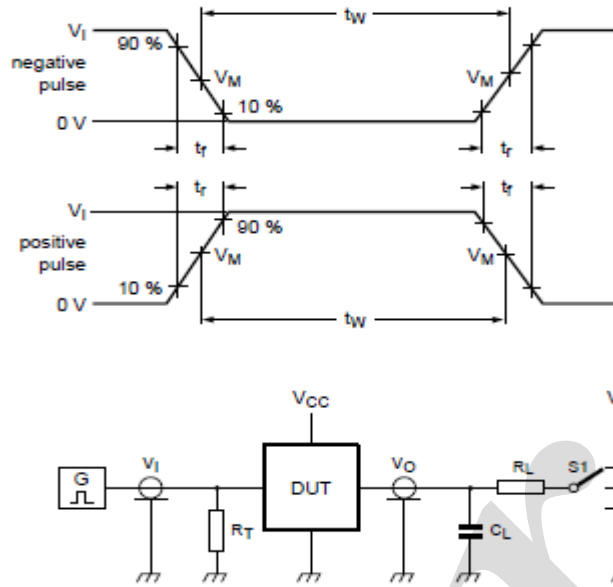 tW
VI
90 %
negative
pulse
VM
VM
10 %
0 V
tf
tr
tr
tf
VI
90 %
positive
pulse
VM
VM
10 %
0 V
tW
VCC
VI
VO
RL
S1
G
DUT
RT
CL